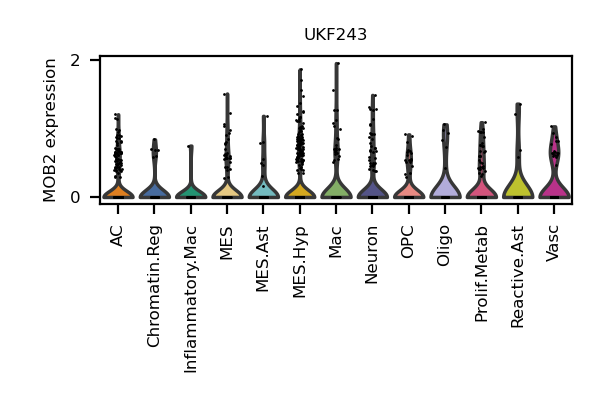 UKF243
MOB2 expression
2
0
AC
Chromatin.Reg
Inflammatory.Mac
MES
MES.Ast
MES.Hyp
Mac
Neuron
OPC
Oligo
Prolif.Metab
Reactive.Ast
Vasc